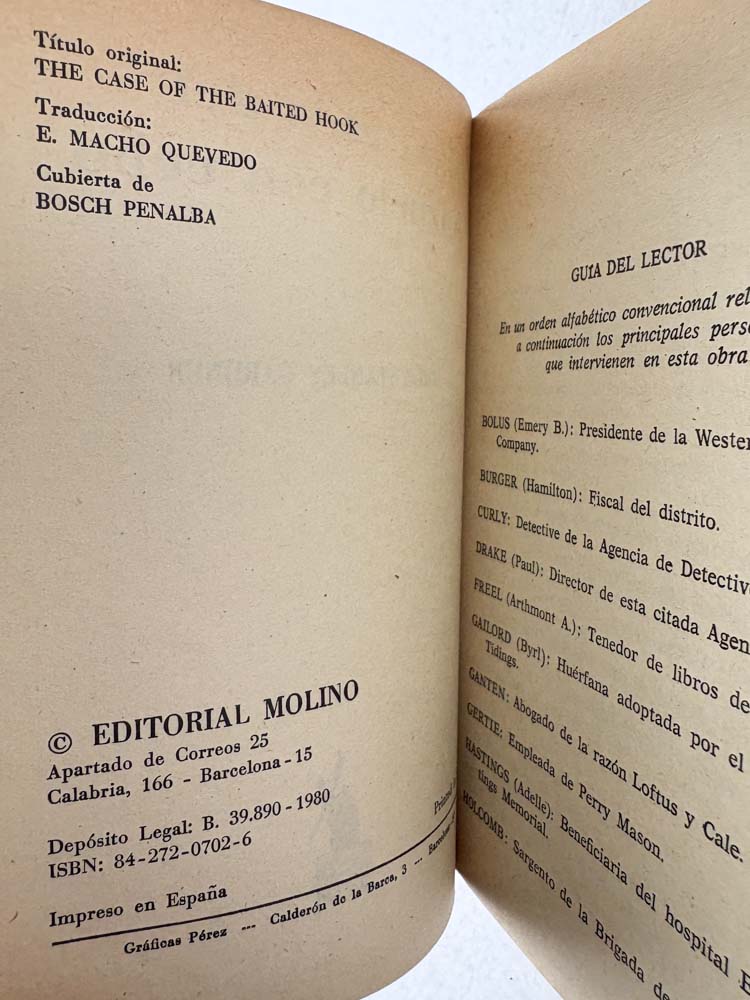 Título original:
THE CASE OF THE BAITED HOOK
Traducción:
E. MACHO QUEVEDO
Cubierta de
BOSCH PENALBA
© EDITORIAL MOLINO
Apartado de Correos 25
Calabria, 166 - Barcelona - 15
Depósito Legal: B. 39.890 - 1980
ISBN: 84-272-0702-6
Impreso en España
Printed
Gráficas Pérez --- Calderón de la Barca, 3 --- Barcelona
GUIA DEL LECTOR
En un orden alfabético convencional
a continuación los principales
que intervienen en esta obra
BOLUS (Emery B.): Presidente de la
Company.
BURGER (Hamilton): Fiscal del distrito.
CURLY: Detective de la Agencia de
DRAKE (Paul): Director de esta citada
FREEL (Arthmont A.): Tenedor de libros de
GAILORD (Byrl): Huérfana adoptada por el
Tidings.
GANTEN: Abogado de la razón Loftus y Cale.
GERTIE: Empleada de Perry Mason.
HASTINGS (Adelle): Beneficiaria del hospital
tings Memorial.
HOLCOMB: Sargento de la Brigada de